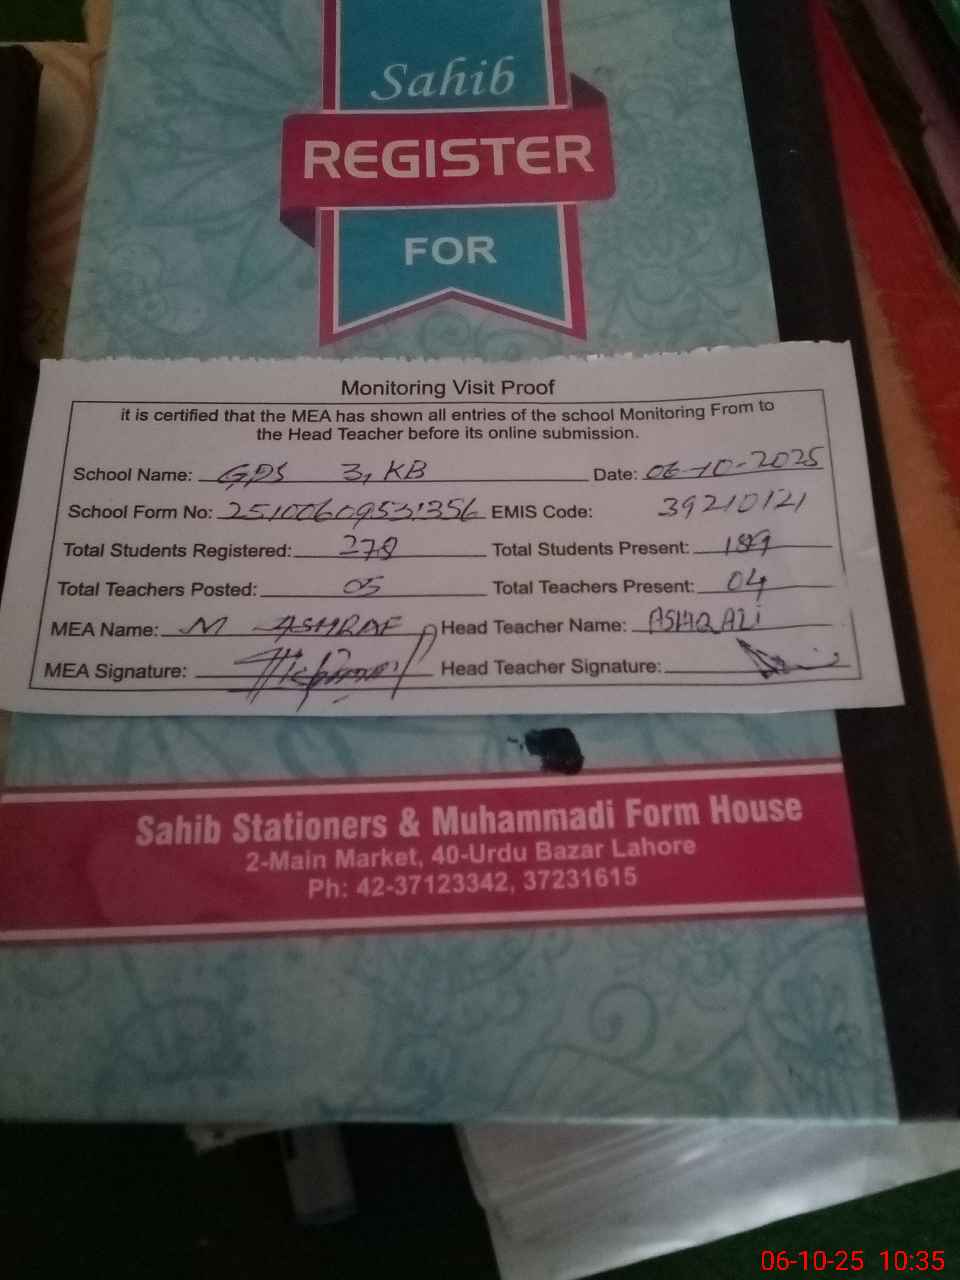 Sahib
REGISTER
FOR
Monitoring Visit Proof
it is certified that the MEA has shown all entries of the school Monitoring From to
the Head Teacher before its online submission.
School Name: GPS 3, KB Date: 06-10-2025
School Form No: EMIS Code: 39210121
Total Students Registered: Total Students Present: 189
Total Teachers Posted: 05 Total Teachers Present: 04
MEA Name: M ASHRAF Head Teacher Name: ASHIQ ALI
MEA Signature: Head Teacher Signature:
Sahib Stationers & Muhammadi Form House
2-Main Market, 40-Urdu Bazar Lahore
Ph: 42-37123342, 37231615
06-10-25 10:35